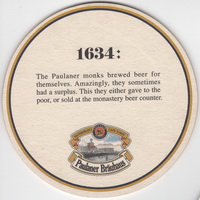 1634:
The Paulaner monks brewed beer for
themselves. Amazingly, they sometimes
had a surplus. This they either gave to the
poor, or sold at the monastery beer counter.
Paulaner Bräuhaus